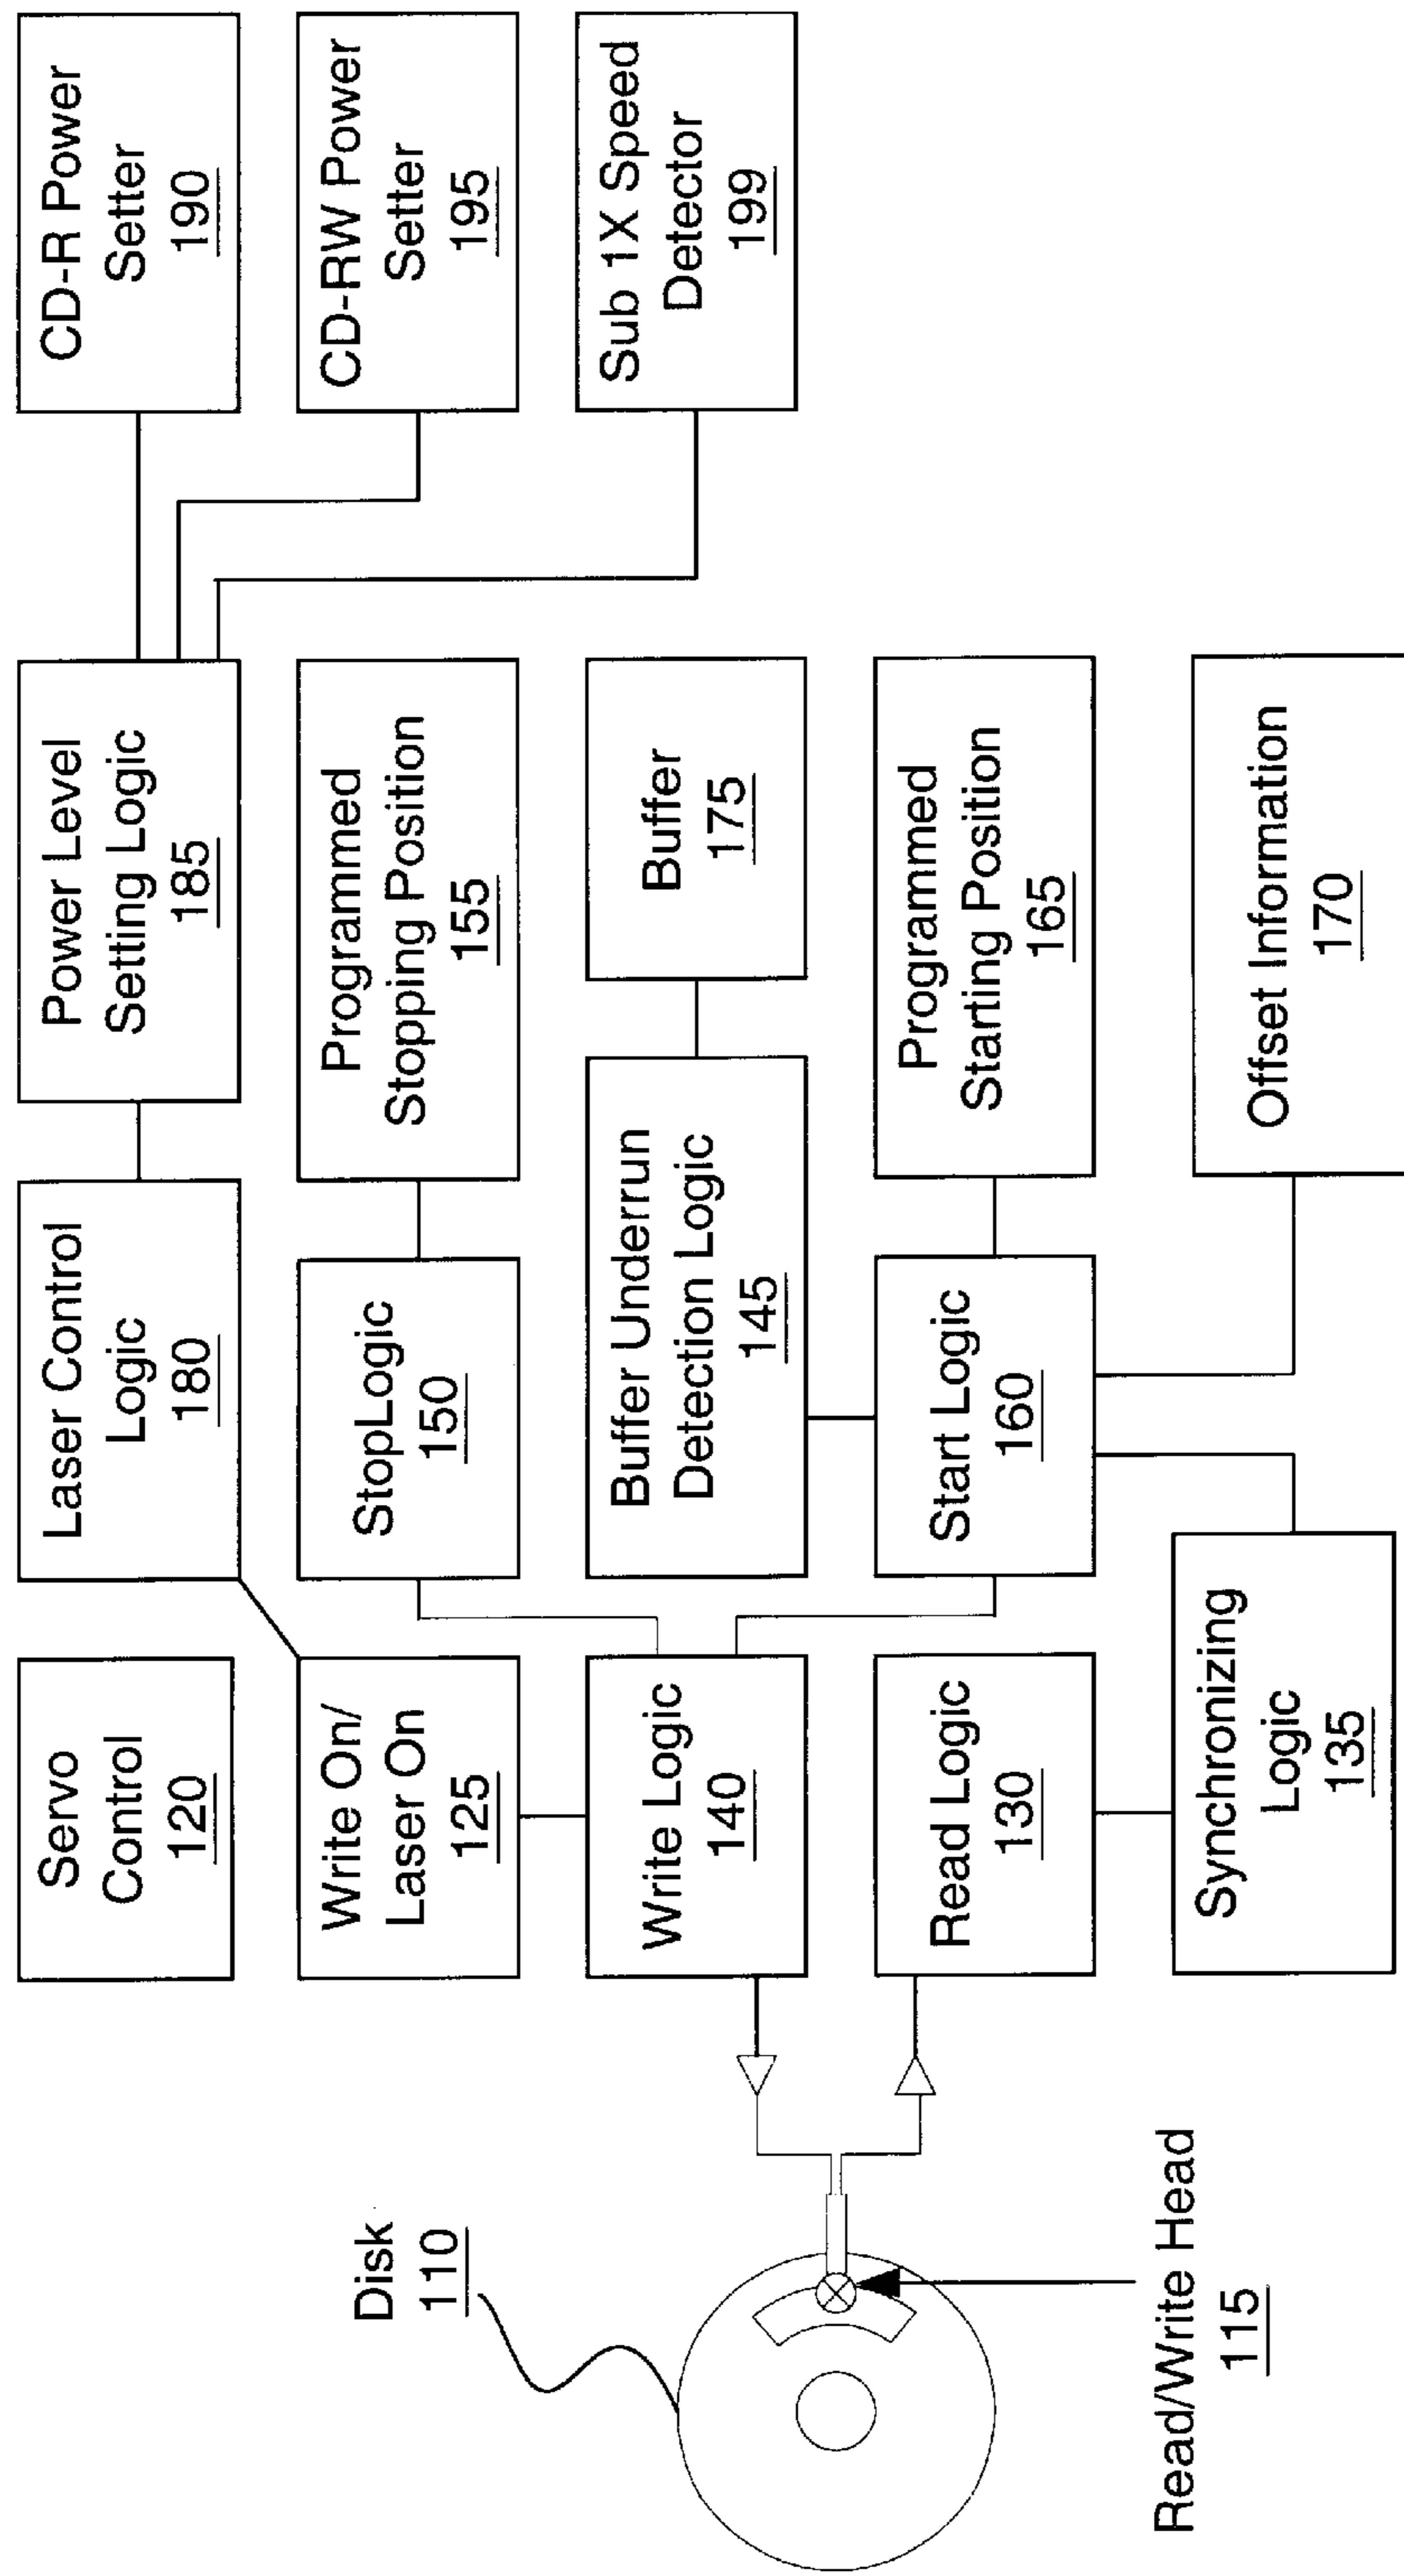 Servo
Control
120
Laser Control
Logic
180
Power Level
Setting Logic
185
CD-R Power
Setter
190
Write On/
Laser On
125
StopLogic
150
Programmed
Stopping Position
155
CD-RW Power
Setter
195
Disk
110
Write Logic
140
Buffer Underrun
Detection Logic
145
Buffer
175
Sub 1X Speed
Detector
199
Read Logic
130
Start Logic
160
Programmed
Starting Position
165
Read/Write Head
115
Synchronizing
Logic
135
Offset Information
170